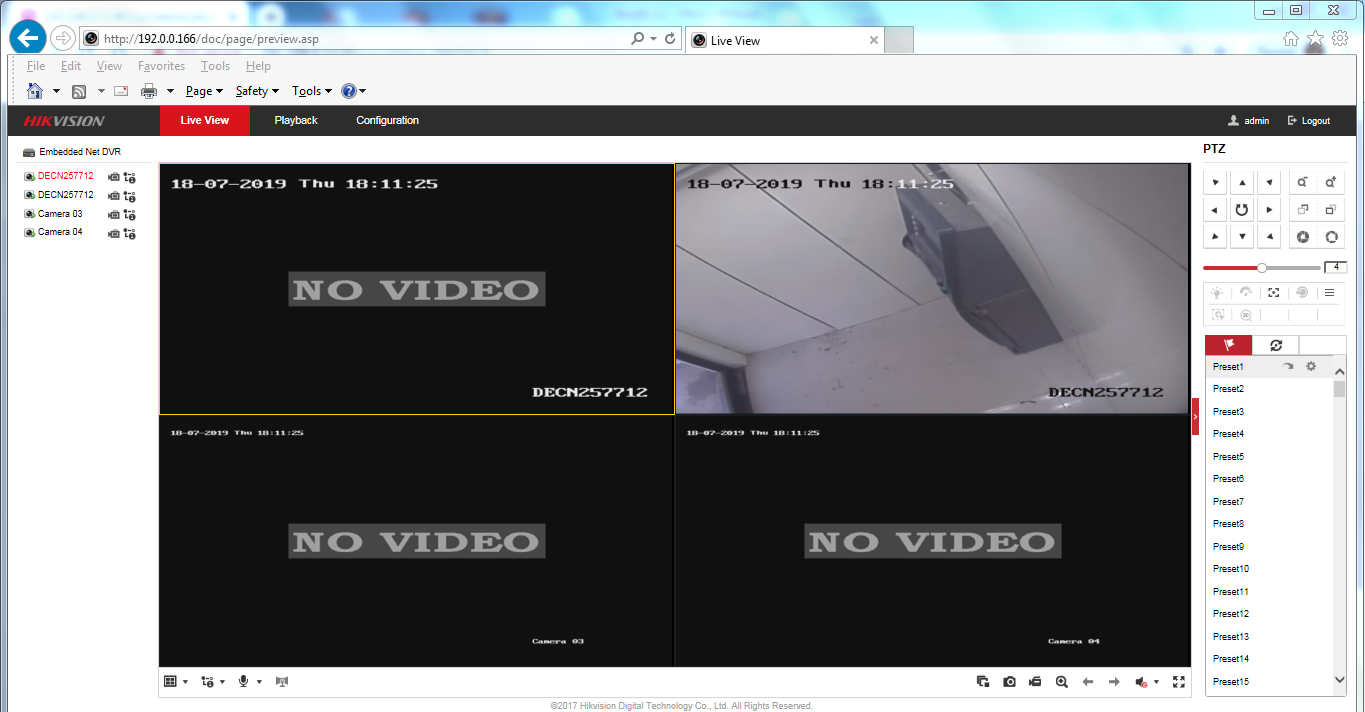 http://192.0.0.166/doc/page/preview.asp
Live View
File Edit View Favorites Tools Help
Page Safety Tools
HIKVISION
Live View Playback Configuration
admin Logout
Embedded Net DVR
DECN257712
DECN257712
Camera 03
Camera 04
18-07-2019 Thu 18:11:25
NO VIDEO
DECN257712
18-07-2019 Thu 18:11:25
DECN257712
18-07-2019 Thu 18:11:25
NO VIDEO
Camera 03
18-07-2019 Thu 18:11:25
NO VIDEO
Camera 04
PTZ
4
Preset1
Preset2
Preset3
Preset4
Preset5
Preset6
Preset7
Preset8
Preset9
Preset10
Preset11
Preset12
Preset13
Preset14
Preset15
©2017 Hikvision Digital Technology Co., Ltd. All Rights Reserved.